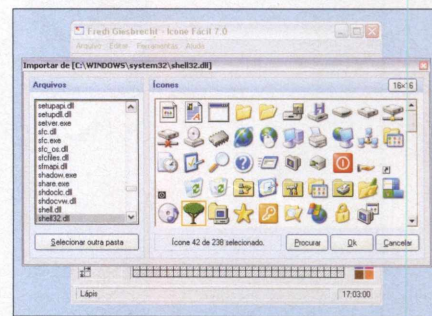 Fredi Giesbrecht - Ícone Fácil 7.0
Arquivo Editar Ferramentas Ajuda
Importar de [C:\WINDOWS\system32\shell32.dll]
Arquivos
Ícones
16x16
setupapi.dll
setupdll.dll
setver.exe
sfc.dll
sfc.exe
sfc_os.dll
sfcfiles.dll
sfmapi.dll
shadow.exe
share.exe
shdoclc.dll
shdocvw.dll
shell.dll
shell32.dll
Selecionar outra pasta
Ícone 42 de 238 selecionado.
Procurar
Ok
Cancelar
Lápis
17:03:00